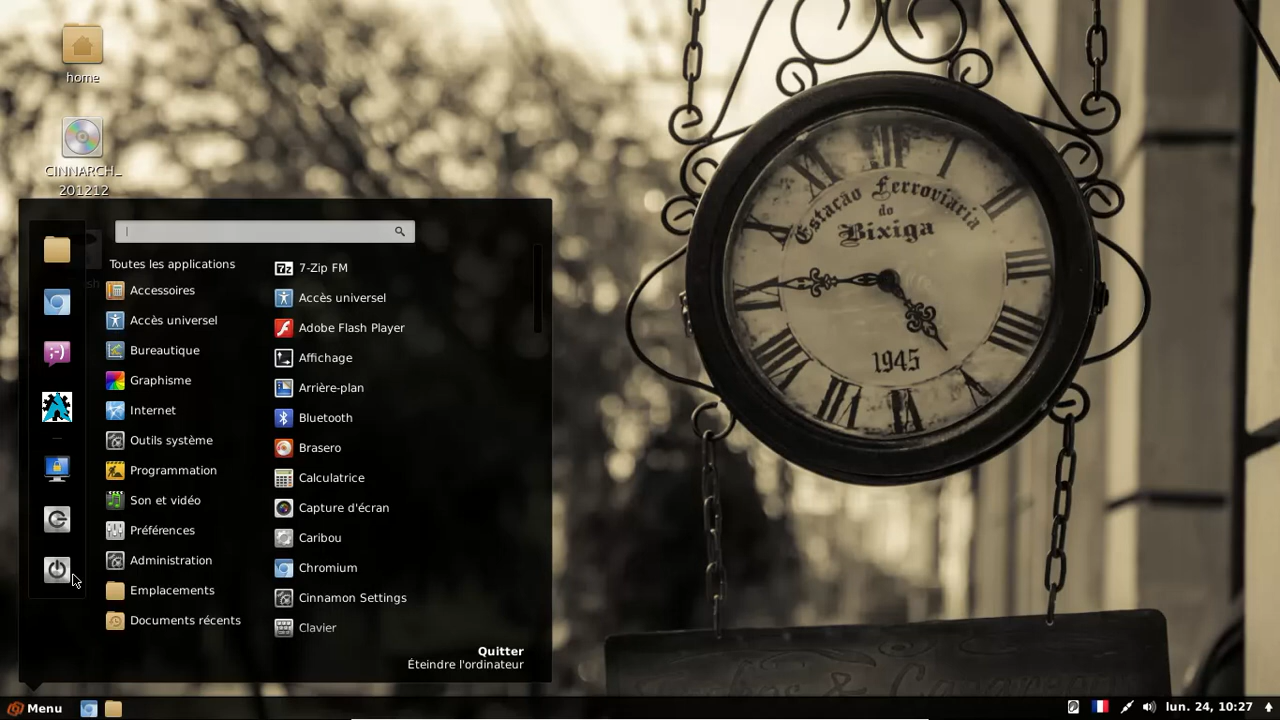 home
CINNARCH_
201212
Toutes les applications
Accessoires
Accès universel
Bureautique
Graphisme
Internet
Outils système
Programmation
Son et vidéo
Préférences
Administration
Emplacements
Documents récents
7-Zip FM
Accès universel
Adobe Flash Player
Affichage
Arrière-plan
Bluetooth
Brasero
Calculatrice
Capture d'écran
Caribou
Chromium
Cinnamon Settings
Clavier
Quitter
Éteindre l'ordinateur
Estação Ferroviária
do
Bixiga
1945
Menu
lun. 24, 10:27